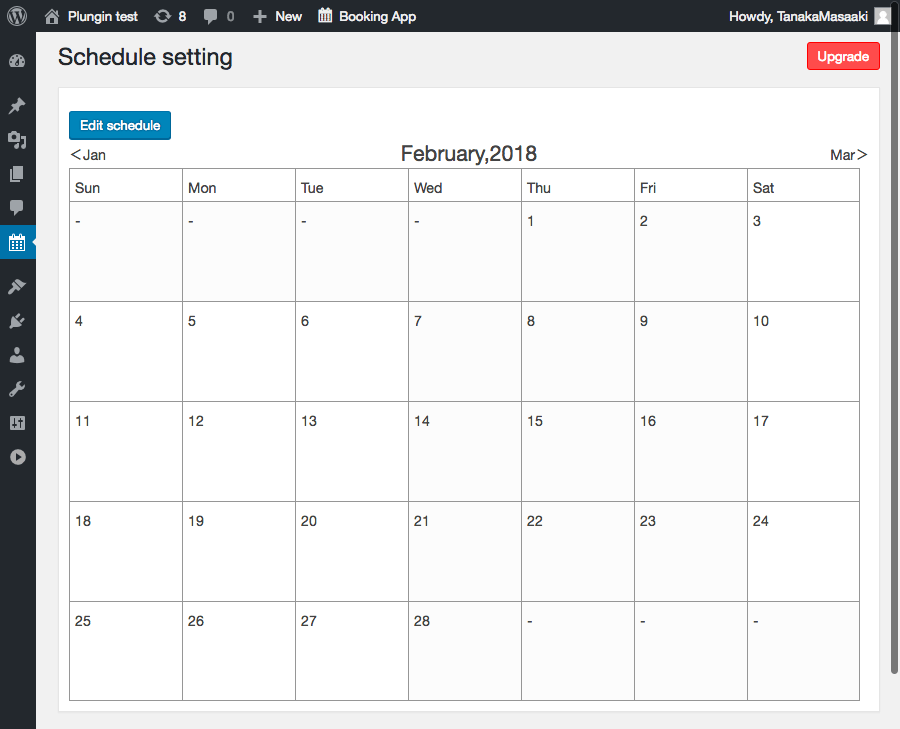 Plungin test 8 0 New Booking App Howdy, TanakaMasaaki
Schedule setting Upgrade
Edit schedule
<Jan February,2018 Mar>
Sun Mon Tue Wed Thu Fri Sat
- - - - 1 2 3
4 5 6 7 8 9 10
11 12 13 14 15 16 17
18 19 20 21 22 23 24
25 26 27 28 - - -